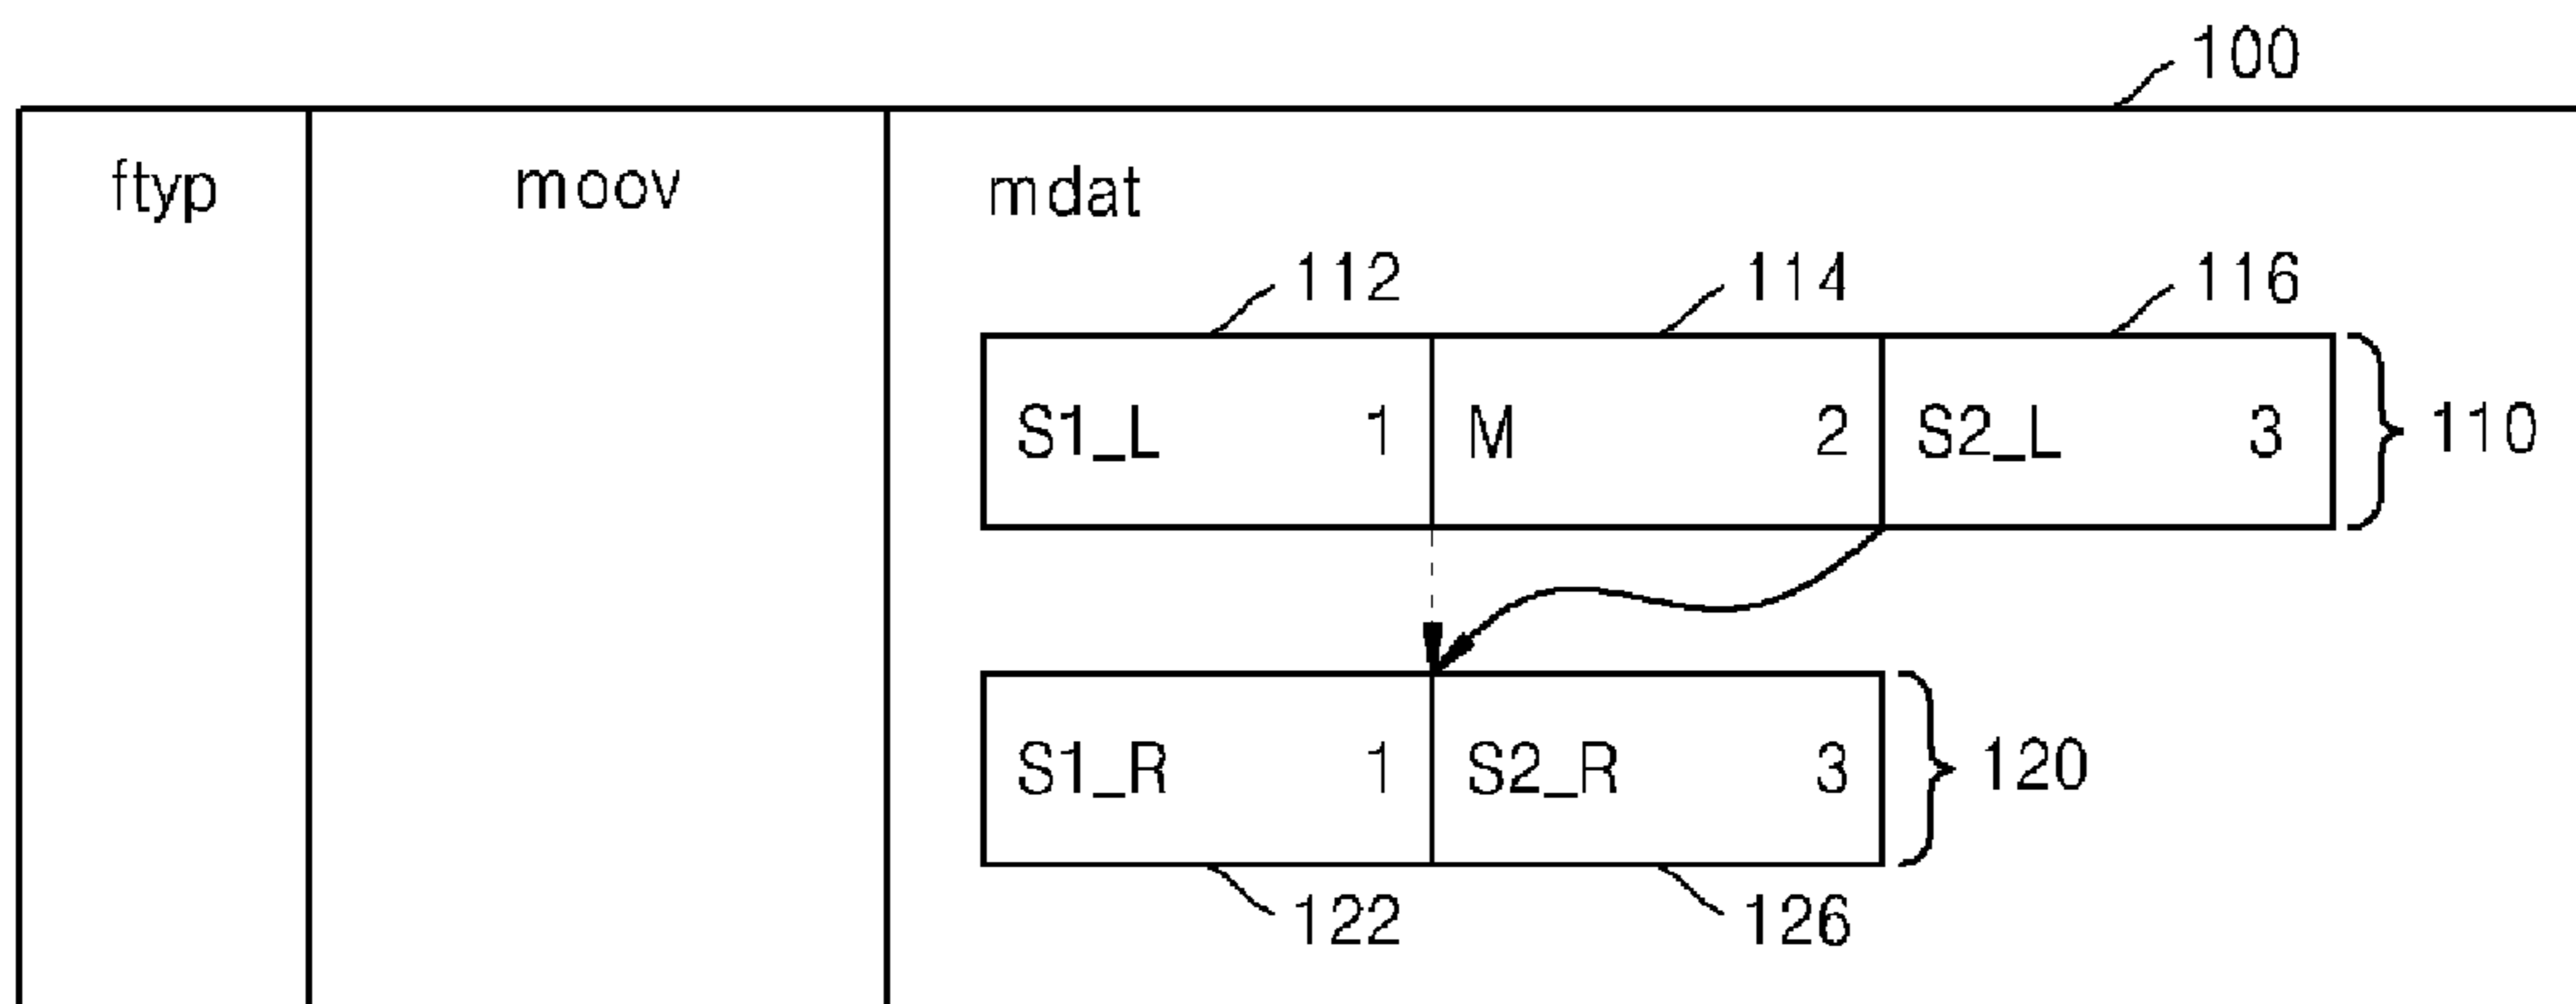 100
ftyp moov mdat
112 114 116
S1_L 1 M 2 S2_L 3 110
S1_R 1 S2_R 3 120
122 126